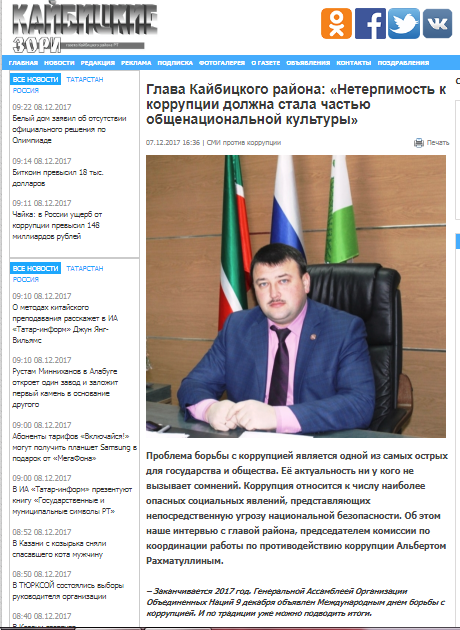 КАЙБИЦКИЕ
ЗОРИ
газета Кайбицкого района РТ
ГЛАВНАЯ НОВОСТИ РЕДАКЦИЯ РЕКЛАМА ПОДПИСКА ФОТОГАЛЕРЕЯ О ГАЗЕТЕ ОБЪЯВЛЕНИЯ КОНТАКТЫ ПОЗДРАВЛЕНИЯ
ВСЕ НОВОСТИ ТАТАРСТАН
РОССИЯ
09:22 08.12.2017
Белый дом заявил об отсутствии
официального решения по
Олимпиаде
09:14 08.12.2017
Биткоин превысил 18 тыс.
долларов
09:11 08.12.2017
Чайка: в России ущерб от
коррупции превысил 148
миллиардов рублей
ВСЕ НОВОСТИ ТАТАРСТАН
РОССИЯ
09:10 08.12.2017
О методах китайского
преподавания расскажет в ИА
«Татар-информ» Джун Янг-
Вильямс
09:10 08.12.2017
Рустам Минниханов в Алабуге
откроет один завод и заложит
первый камень в основание
другого
09:00 08.12.2017
Абоненты тарифов «Включайся!»
могут получить планшет Samsung в
подарок от «МегаФона»
09:00 08.12.2017
В ИА «Татар-информ» презентуют
книгу «Государственные и
муниципальные символы РТ»
08:52 08.12.2017
В Казани с козырька сняли
спасавшего кота мужчину
08:50 08.12.2017
В ТЮРКСОЙ состоялись выборы
руководителя организации
08:40 08.12.2017
Глава Кайбицкого района: «Нетерпимость к
коррупции должна стала частью
общенациональной культуры»
07.12.2017 16:36 | СМИ против коррупции Печать
Проблема борьбы с коррупцией является одной из самых острых
для государства и общества. Её актуальность ни у кого не
вызывает сомнений. Коррупция относится к числу наиболее
опасных социальных явлений, представляющих
непосредственную угрозу национальной безопасности. Об этом
наше интервью с главой района, председателем комиссии по
координации работы по противодействию коррупции Альбертом
Рахматуллиным.
– Заканчивается 2017 год. Генеральной Ассамблеей Организации
Объединенных Наций 9 декабря объявлен Международным днем борьбы с
коррупцией. И по традиции уже можно подводить итоги.